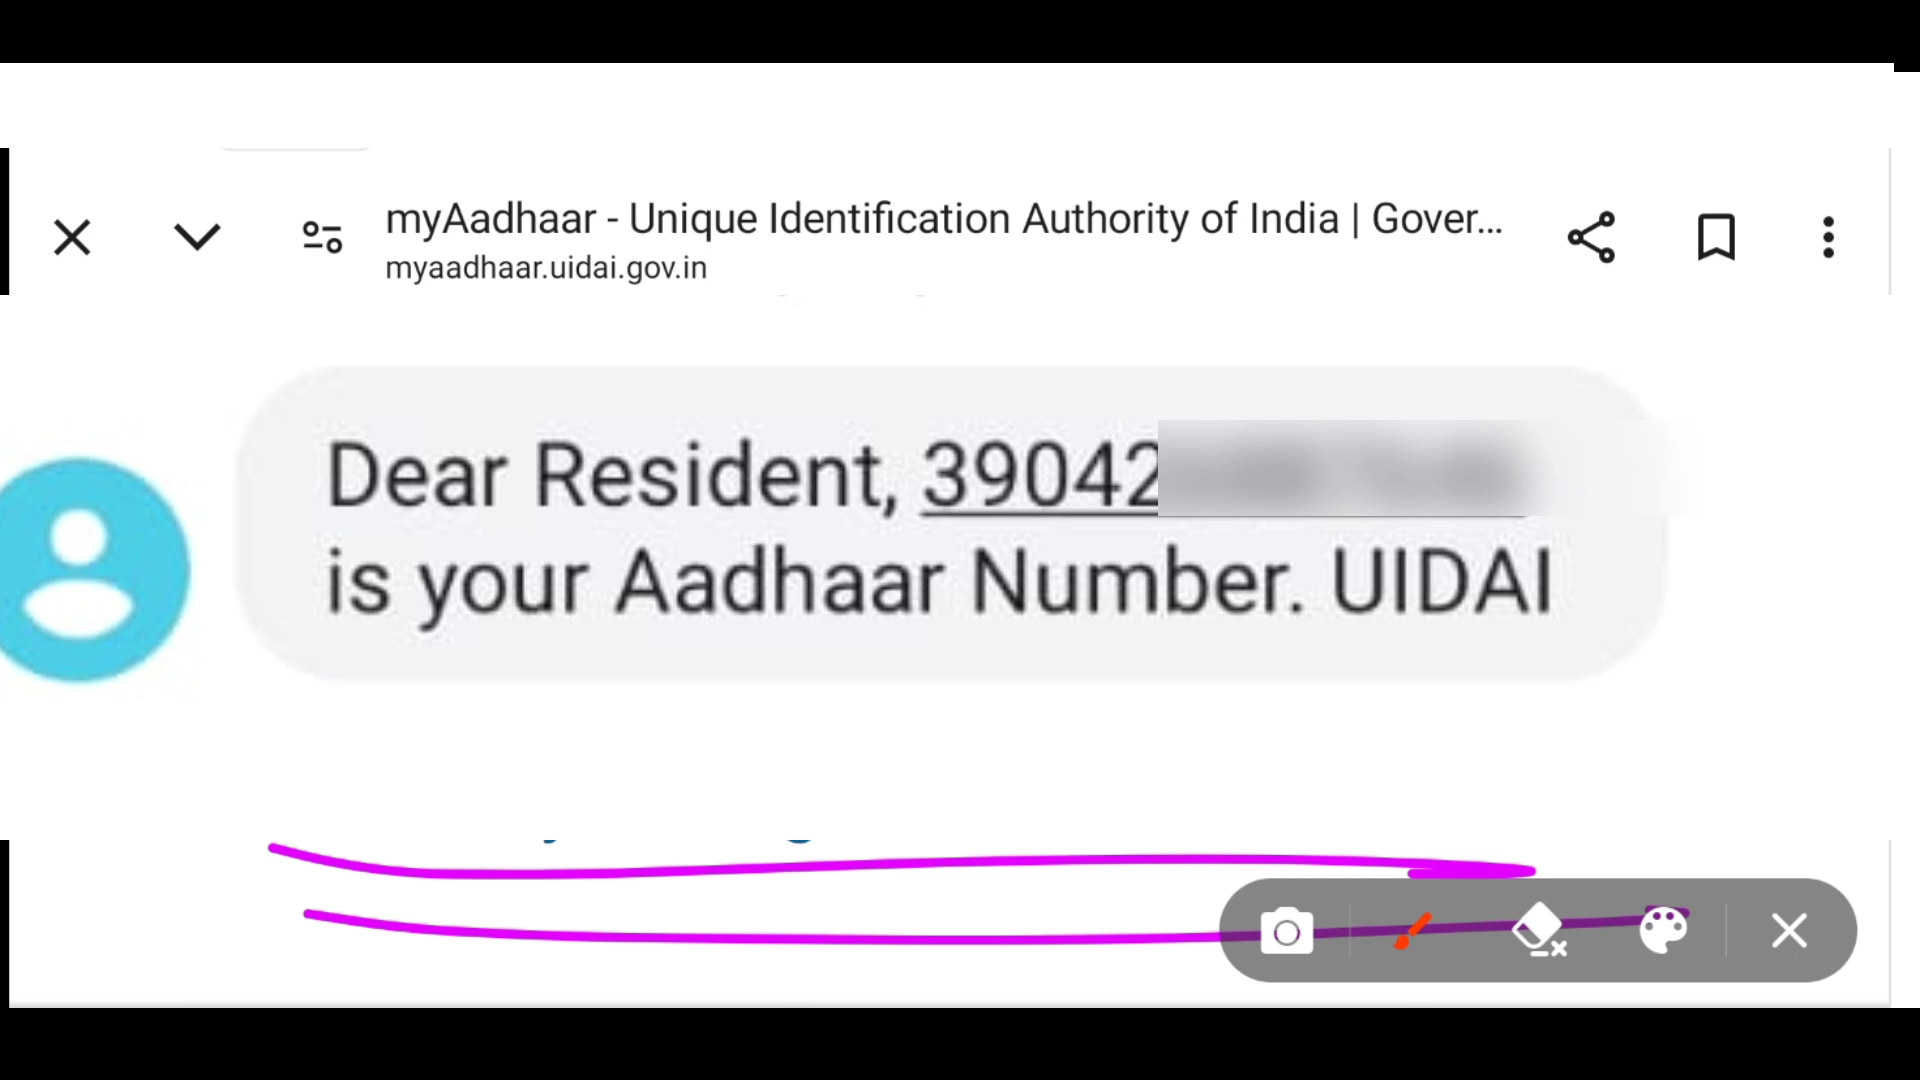 myAadhaar - Unique Identification Authority of India | Gover...
myaadhaar.uidai.gov.in
Dear Resident, 39042
is your Aadhaar Number. UIDAI